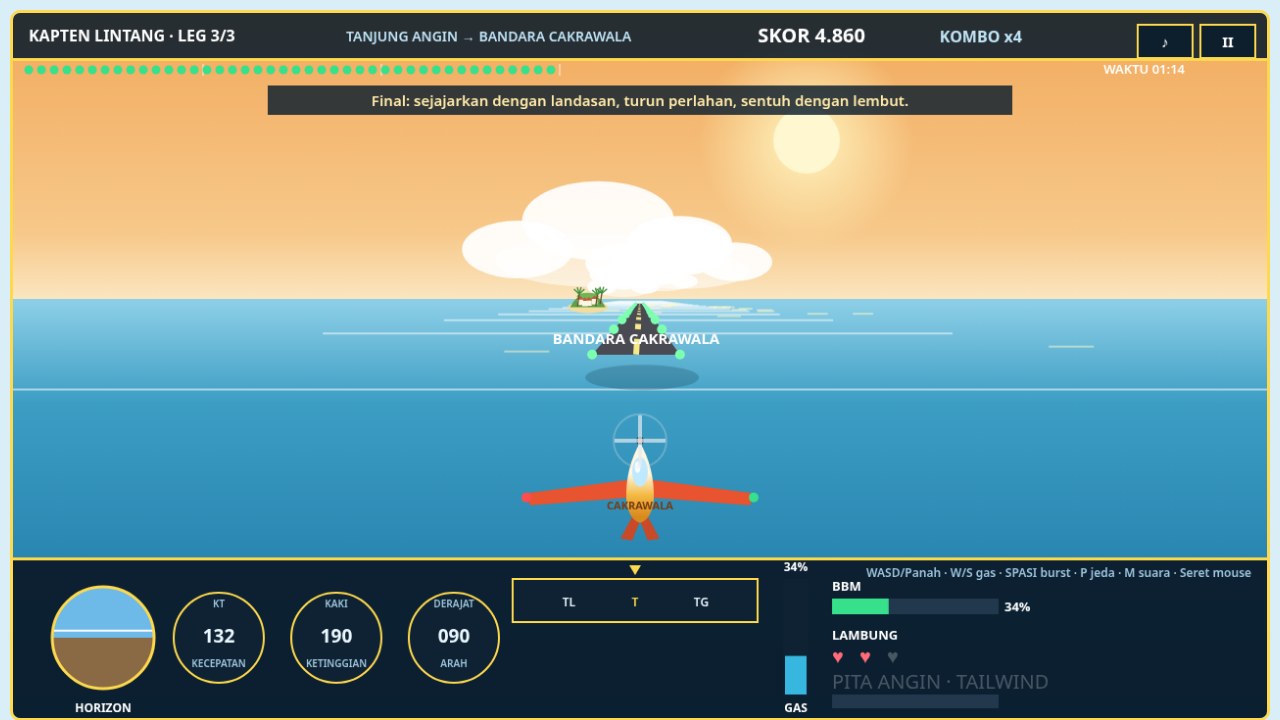 KAPTEN LINTANG · LEG 3/3
TANJUNG ANGIN → BANDARA CAKRAWALA
SKOR 4.860
KOMBO x4
♪
II
WAKTU 01:14
Final: sejajarkan dengan landasan, turun perlahan, sentuh dengan lembut.
BANDARA CAKRAWALA
CAKRAWALA
34%
WASD/Panah · W/S gas · SPASI burst · P jeda · M suara · Seret mouse
BBM
34%
KT
132
KECEPATAN
KAKI
190
KETINGGIAN
DERAJAT
090
ARAH
TL
T
TG
LAMBUNG
PITA ANGIN · TAILWIND
HORIZON
GAS